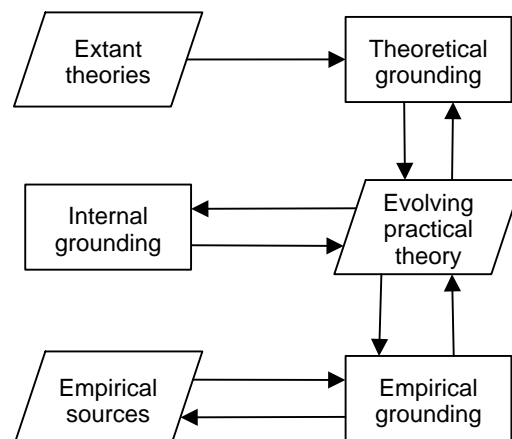 Extant
theories
Theoretical
grounding
Internal
grounding
Evolving
practical
theory
Empirical
sources
Empirical
grounding